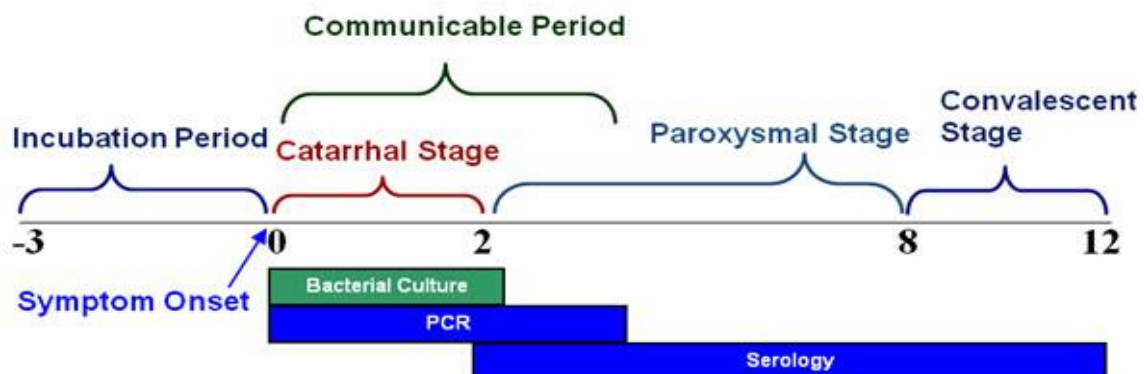 Communicable Period
Convalescent
Stage
Incubation Period
Catarrhal Stage
Paroxysmal Stage
-3
0
2
8
12
Symptom Onset
Bacterial Culture
PCR
Serology